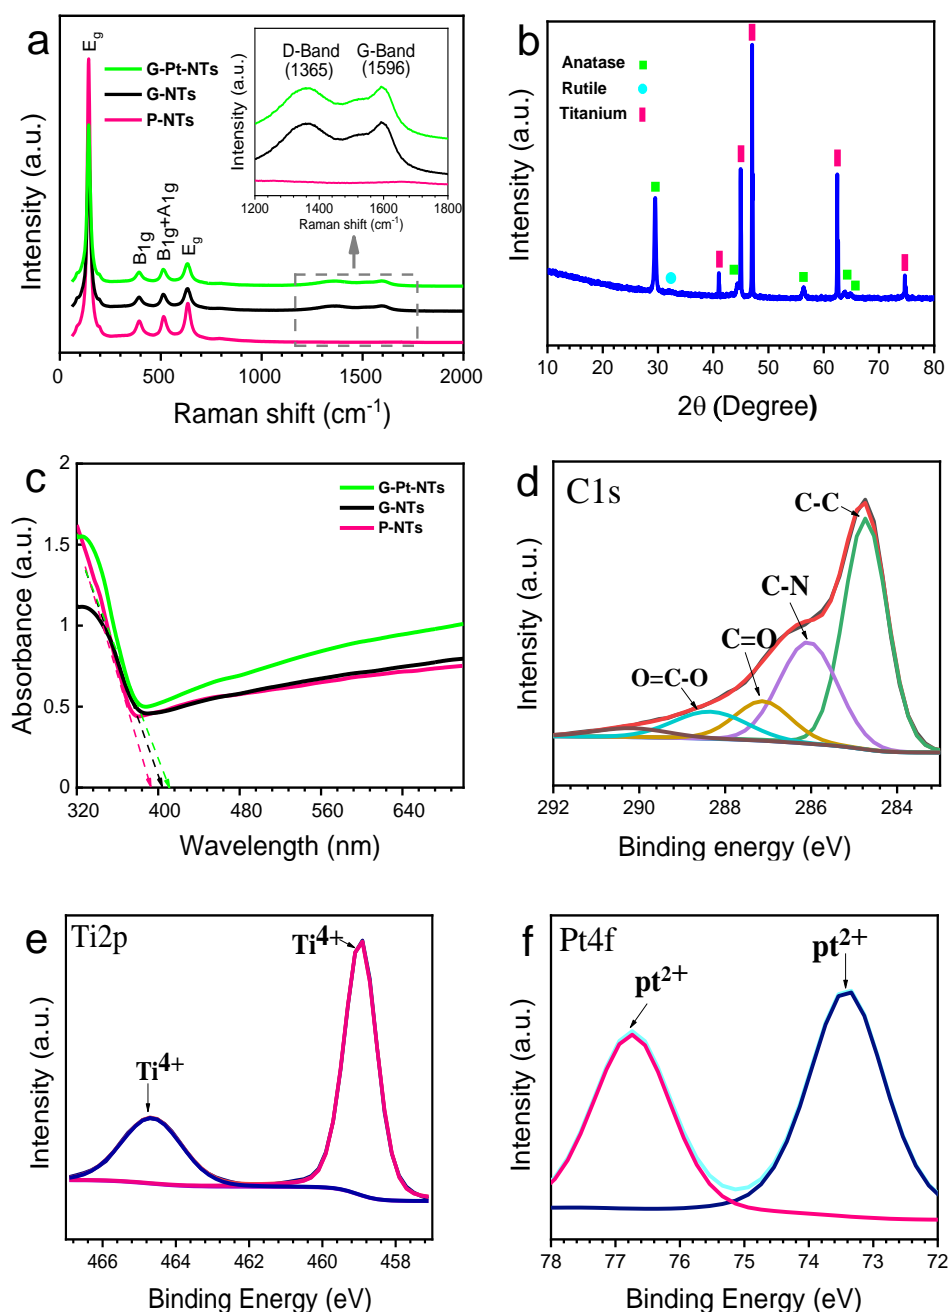 a
E_g
G-Pt-NTs
G-NTs
P-NTs
B_1g
B_1g+A_1g
E_g
Intensity (a.u.)
0 500 1000 1500 2000
Raman shift (cm⁻¹)
D-Band
(1365)
G-Band
(1596)
Intensity (a.u.)
1200 1400 1600 1800
Raman shift (cm⁻¹)
b
Anatase
Rutile
Titanium
Intensity (a.u.)
10 20 30 40 50 60 70 80
2θ (Degree)
c
G-Pt-NTs
G-NTs
P-NTs
Absorbance (a.u.)
2
1.5
1
0.5
0
320 400 480 560 640
Wavelength (nm)
d
C1s
C-C
C-N
C=O
O=C-O
Intensity (a.u.)
292 290 288 286 284
Binding energy (eV)
e
Ti2p
Ti⁴⁺
Ti⁴⁺
Intensity (a.u.)
466 464 462 460 458
Binding Energy (eV)
f
Pt4f
pt²⁺
pt²⁺
Intensity (a.u.)
78 77 76 75 74 73 72
Binding Energy (eV)